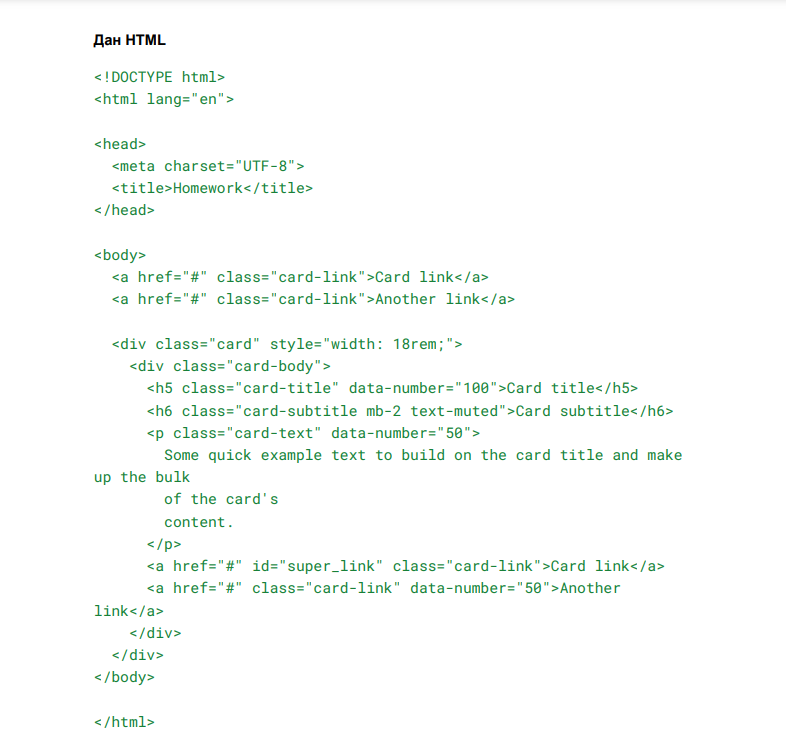 Дан HTML
<!DOCTYPE html>
<html lang="en">
<head>
<meta charset="UTF-8">
<title>Homework</title>
</head>
<body>
<a href="#" class="card-link">Card link</a>
<a href="#" class="card-link">Another link</a>
<div class="card" style="width: 18rem;">
<div class="card-body">
<h5 class="card-title" data-number="100">Card title</h5>
<h6 class="card-subtitle mb-2 text-muted">Card subtitle</h6>
<p class="card-text" data-number="50">
Some quick example text to build on the card title and make
up the bulk
of the card's
content.
</p>
<a href="#" id="super_link" class="card-link">Card link</a>
<a href="#" class="card-link" data-number="50">Another
link</a>
</div>
</div>
</body>
</html>